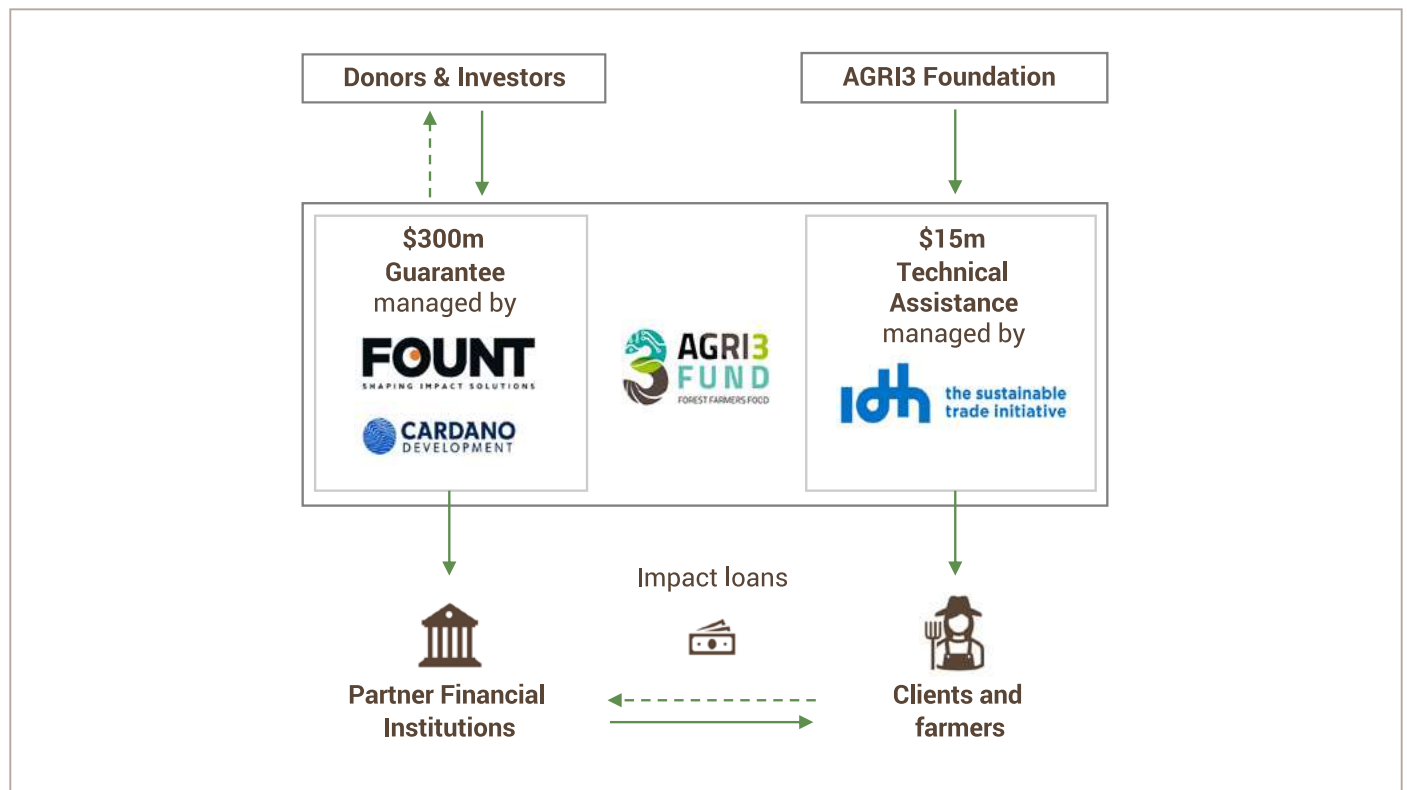 Donors & Investors
AGRI3 Foundation
$300m
Guarantee
managed by
FOUNT
SHAPING IMPACT SOLUTIONS
CARDANO
DEVELOPMENT
AGRI3
FUND
FOREST FARMERS FOOD
$15m
Technical
Assistance
managed by
idh the sustainable
trade initiative
Impact loans
Partner Financial
Institutions
Clients and
farmers